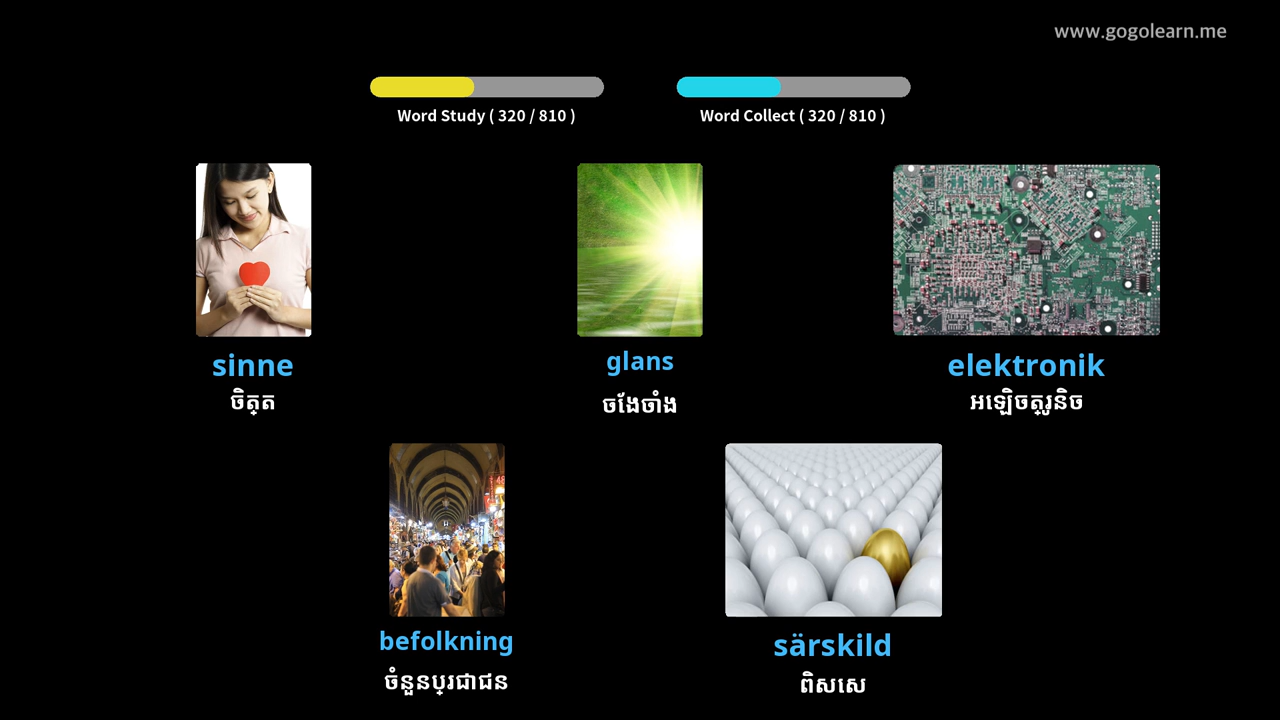 www.gogolearn.me
Word Study ( 320 / 810 )
Word Collect ( 320 / 810 )
sinne
ចិត្ត
glans
ចងែចាំង
elektronik
អឡេិចត្រូនិច
befolkning
ចំនួនប្រជាជន
särskild
ពិសសេ